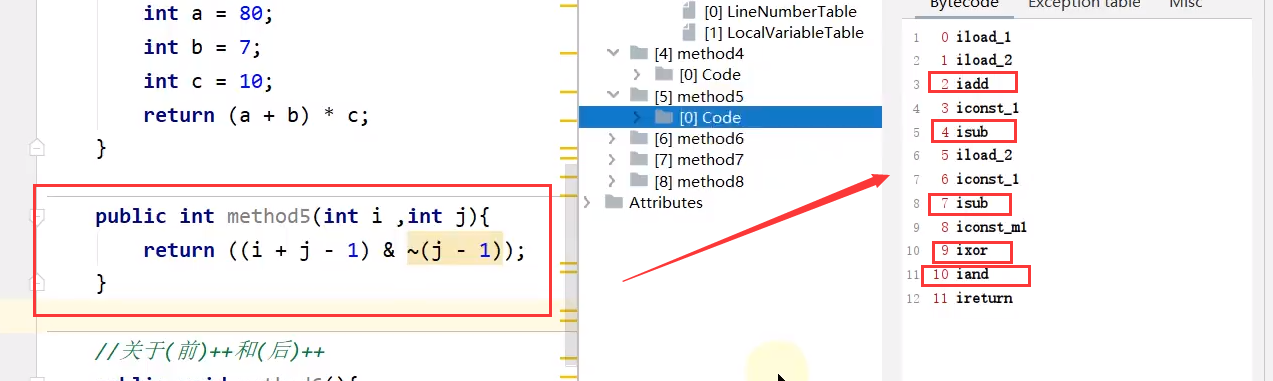 int a = 80;
int b = 7;
int c = 10;
return (a + b) * c;
}
public int method5(int i ,int j){
return ((i + j - 1) & ~(j - 1));
}
//关于(前)++和(后)++
[0] LineNumberTable
[1] LocalVariableTable
[4] method4
[0] Code
[5] method5
[0] Code
[6] method6
[7] method7
[8] method8
Attributes
Bytecode Exception table Misc
1 0 iload_1
2 1 iload_2
3 2 iadd
4 3 iconst_1
5 4 isub
6 5 iload_2
7 6 iconst_1
8 7 isub
9 8 iconst_m1
10 9 ixor
11 10 iand
12 11 ireturn